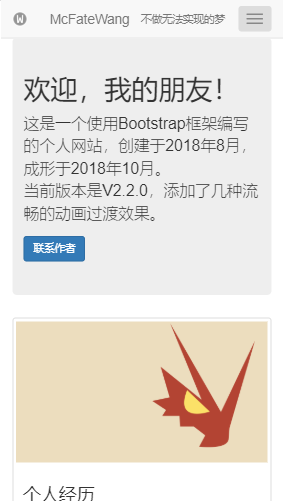 W McFateWang 不做无法实现的梦
欢迎，我的朋友！
这是一个使用Bootstrap框架编写
的个人网站，创建于2018年8月，
成形于2018年10月。
当前版本是V2.2.0，添加了几种流
畅的动画过渡效果。
联系作者
个人经历